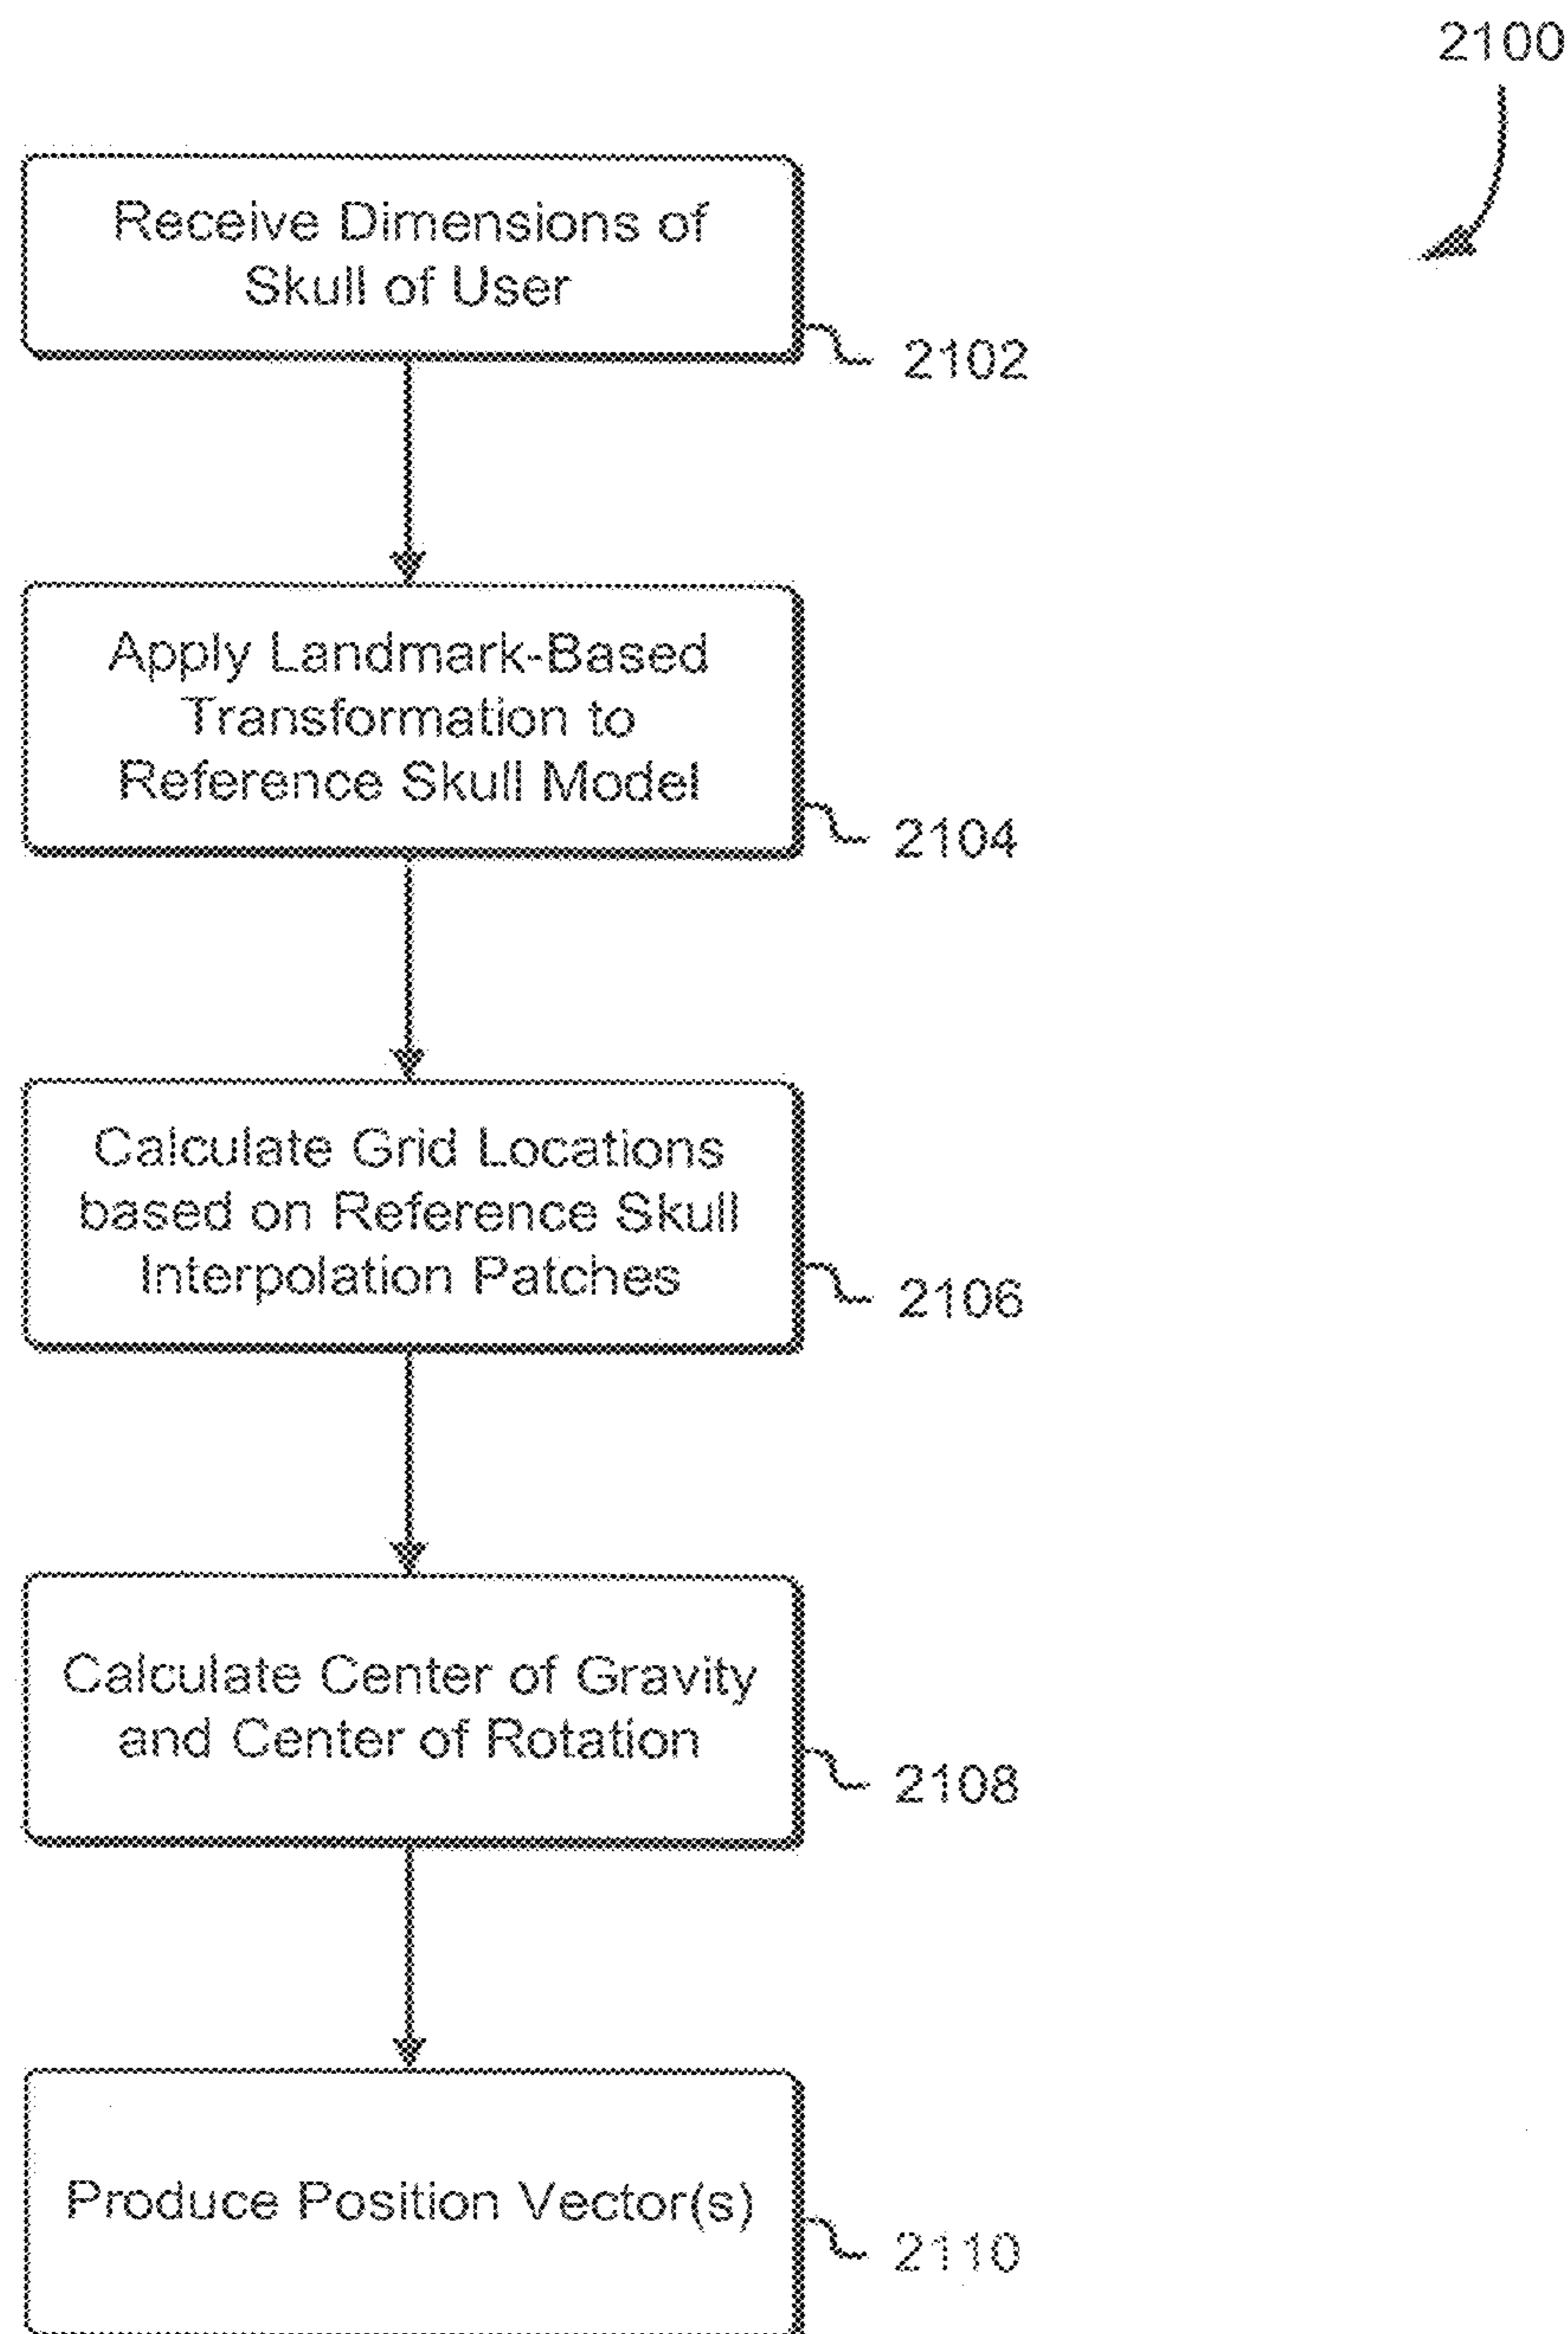 2100
Receive Dimensions of
Skull of User
2102
Apply Landmark-Based
Transformation to
Reference Skull Model
2104
Calculate Grid Locations
based on Reference Skull
Interpolation Patches
2106
Calculate Center of Gravity
and Center of Rotation
2108
Produce Position Vector(s)
2110